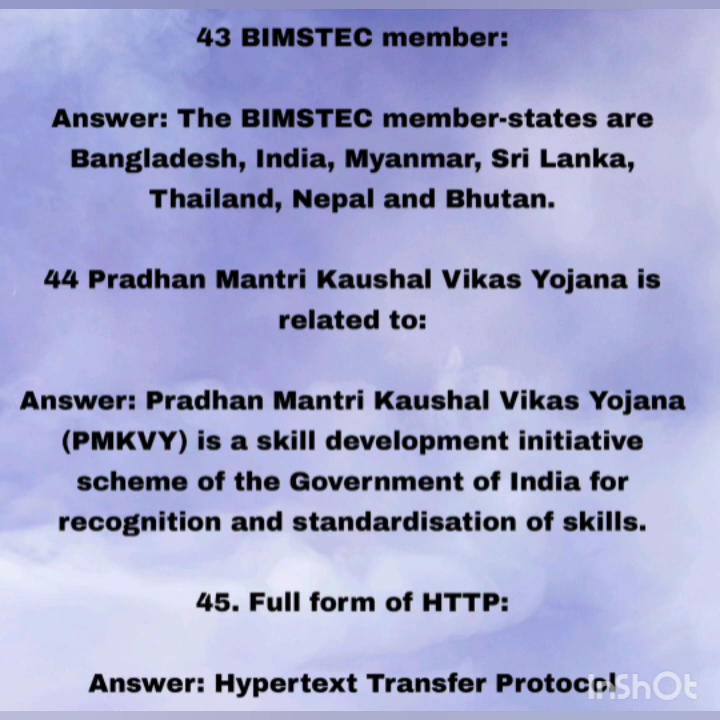 43 BIMSTEC member:
Answer: The BIMSTEC member-states are
Bangladesh, India, Myanmar, Sri Lanka,
Thailand, Nepal and Bhutan.
44 Pradhan Mantri Kaushal Vikas Yojana is
related to:
Answer: Pradhan Mantri Kaushal Vikas Yojana
(PMKVY) is a skill development initiative
scheme of the Government of India for
recognition and standardisation of skills.
45. Full form of HTTP:
Answer: Hypertext Transfer Protocol
InShOt